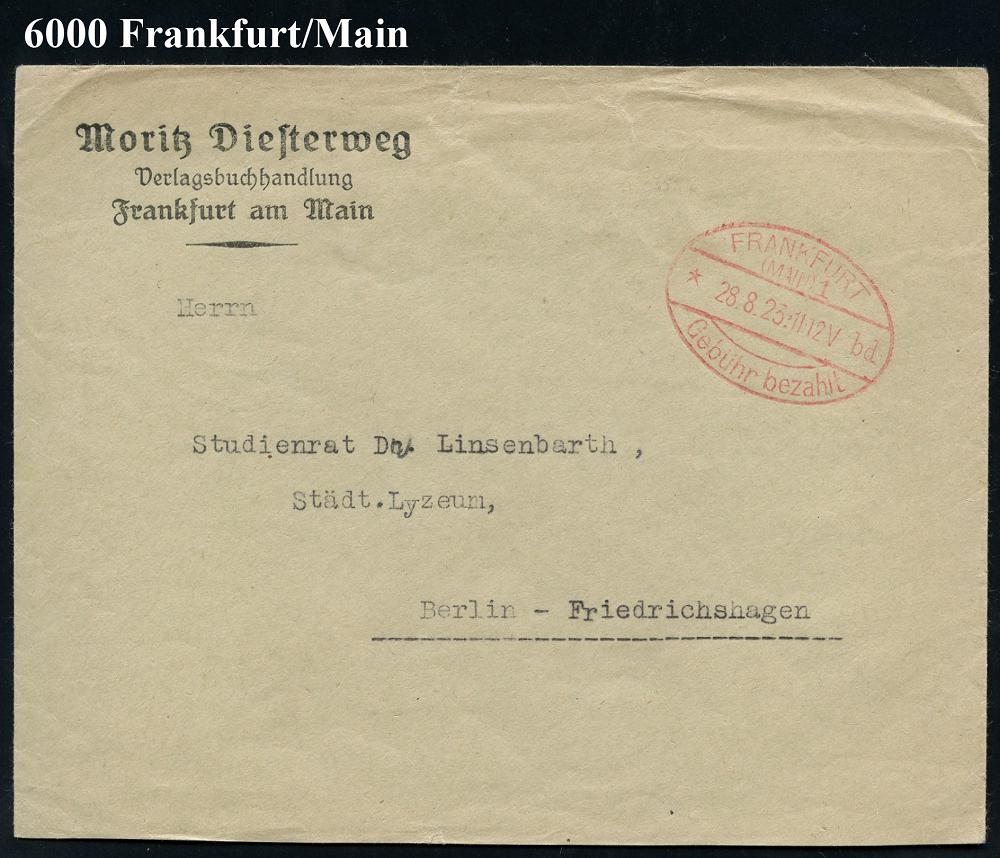 6000 Frankfurt/Main
Moritz Diesterweg
Verlagsbuchhandlung
Frankfurt am Main
FRANKFURT
(MAIN) 1
* 28.8.23.11-12V bd
Gebühr bezahlt
Herrn
Studienrat Dr. Linsenbarth ,
Städt.Lyzeum,
Berlin - Friedrichshagen